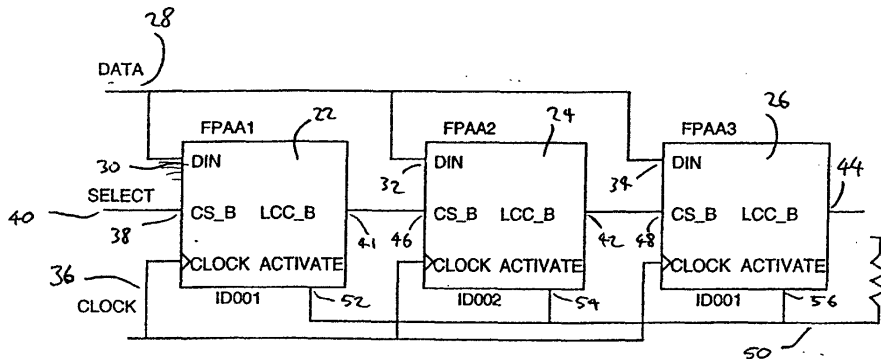 28
DATA
FPAA1 22 FPAA2 24 FPAA3 26
30 DIN 32 DIN 34 DIN 44
SELECT
40 38 CS_B LCC_B 41 46 CS_B LCC_B 42 48 CS_B LCC_B
36 CLOCK ACTIVATE CLOCK ACTIVATE CLOCK ACTIVATE
CLOCK ID001 52 ID002 54 ID001 56
50